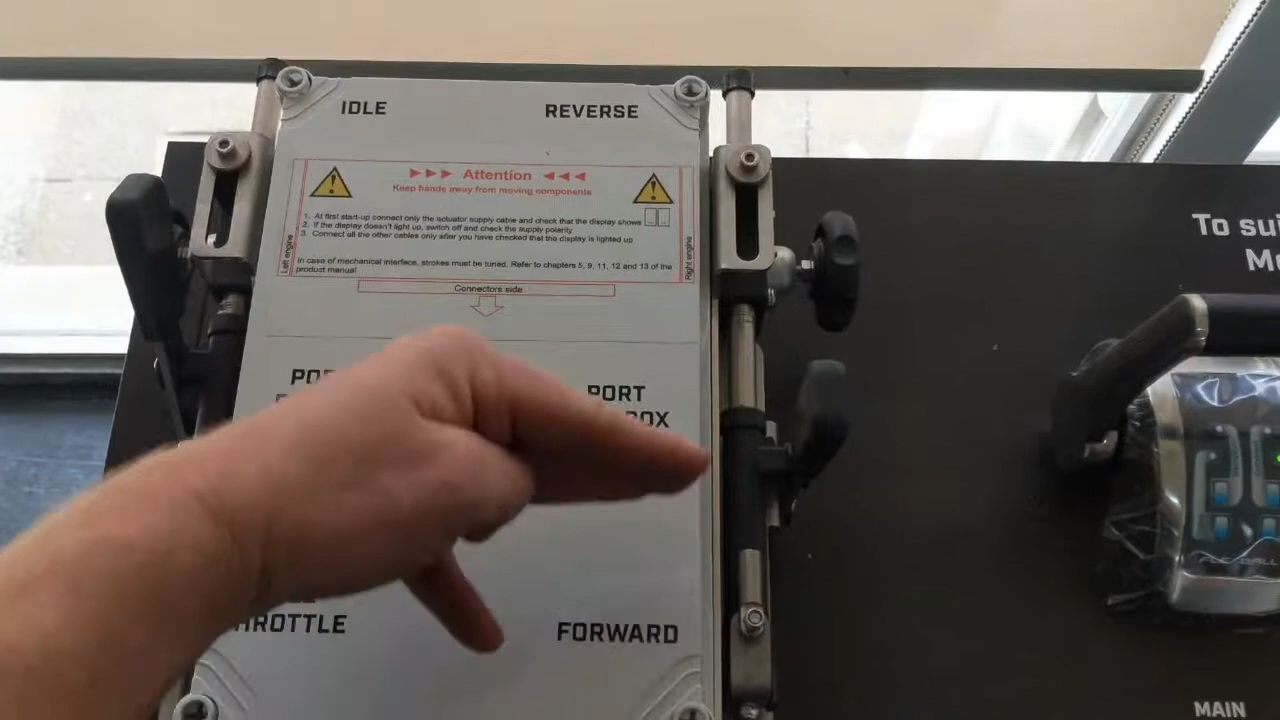 IDLE REVERSE
Attention
Keep hands away from moving components
1. At first start-up connect only the actuator supply cable and check that the display shows
2. If the display doesn't light up, switch off and check the supply polarity
3. Connect all the other cables only after you have checked that the display is lighted up
Left engine
Right engine
In case of mechanical interface, strokes must be tuned. Refer to chapters 5, 9, 11, 12 and 13 of the
product manual
Connectors side
PORT
THROTTLE FORWARD
To
MAIN